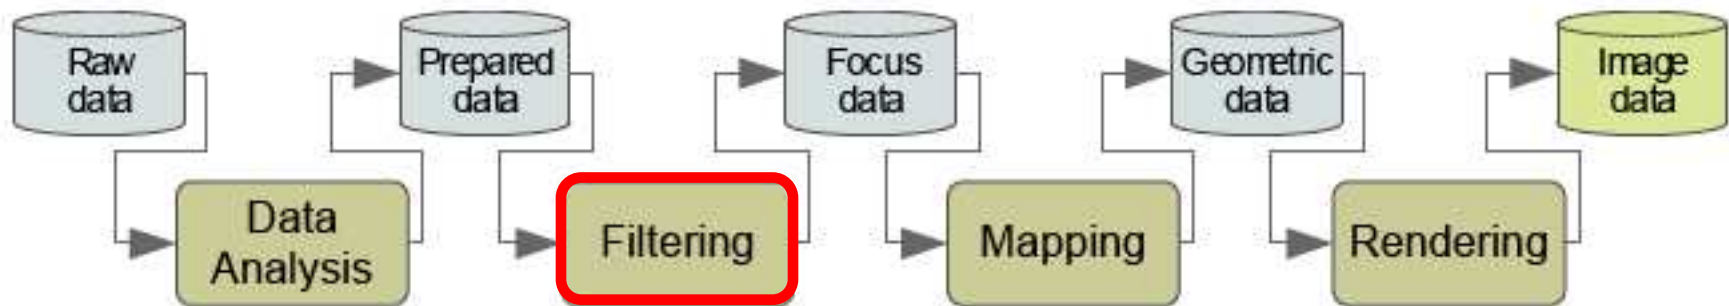 Raw
data
Prepared
data
Focus
data
Geometric
data
Image
data
Data
Analysis
Filtering
Mapping
Rendering